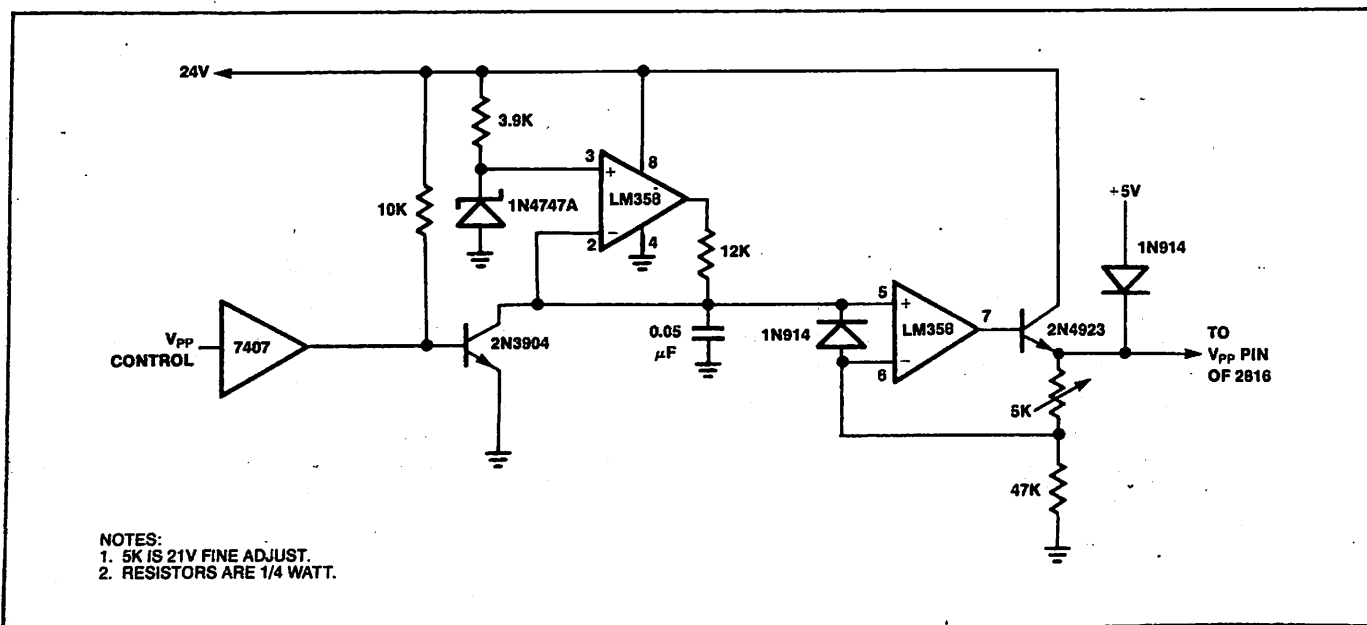 24V
3.9K
3
8
+
LM358
1N4747A
10K
−
2
4
12K
+5V
1N914
5
7
+
1N914
LM358
2N4923
TO
VPP PIN
OF 2816
VPP
CONTROL
7407
2N3904
0.05
μF
−
6
5K
47K
NOTES:
1. 5K IS 21V FINE ADJUST.
2. RESISTORS ARE 1/4 WATT.